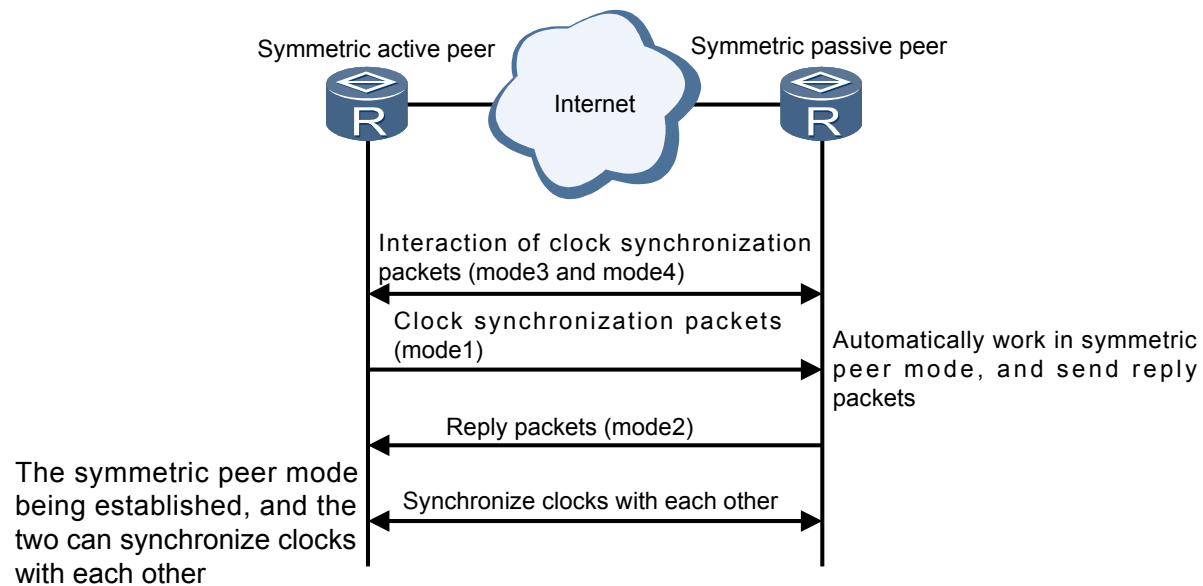 Symmetric active peer
Symmetric passive peer
Internet
R
R
Interaction of clock synchronization
packets (mode3 and mode4)
Clock synchronization packets
(mode1)
Automatically work in symmetric
peer mode, and send reply
packets
Reply packets (mode2)
The symmetric peer mode
being established, and the
two can synchronize clocks
with each other
Synchronize clocks with each other